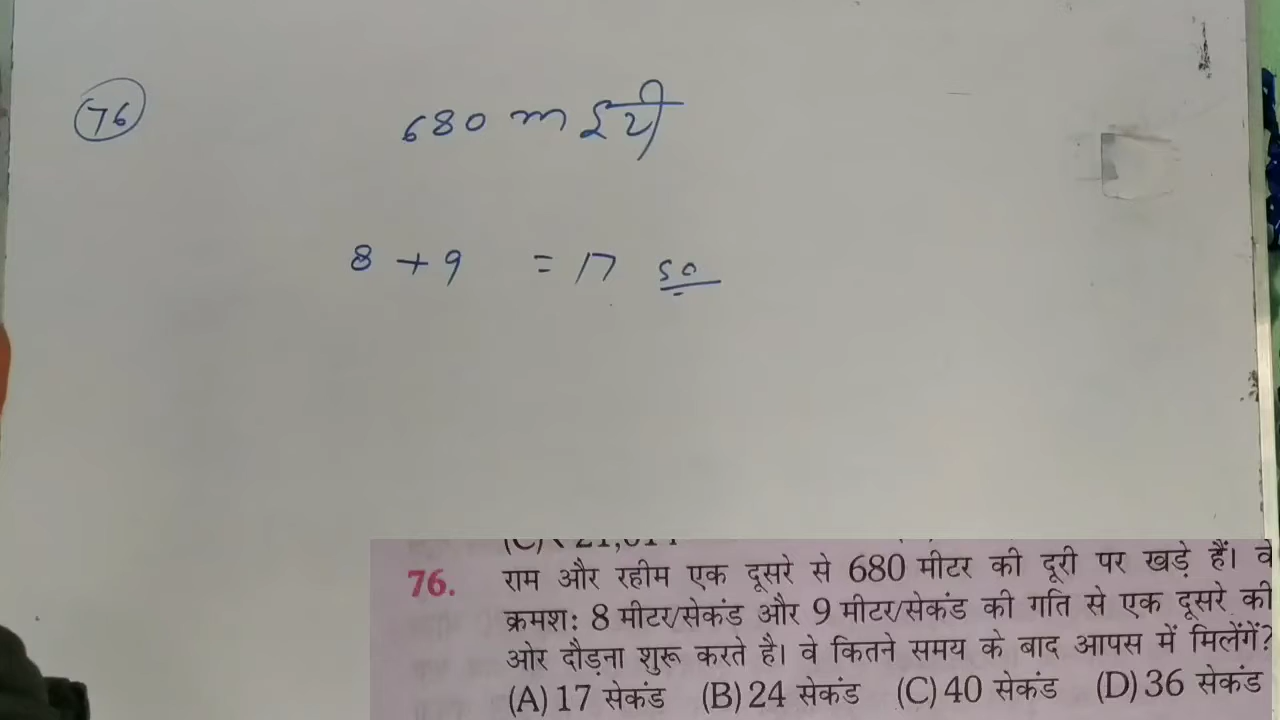 76
680 m दूरी
8 + 9 = 17
76. राम और रहीम एक दूसरे से 680 मीटर की दूरी पर खड़े हैं। वे
क्रमश: 8 मीटर/सेकंड और 9 मीटर/सेकंड की गति से एक दूसरे की
ओर दौड़ना शुरू करते है। वे कितने समय के बाद आपस में मिलेंगें?
(A) 17 सेकंड (B) 24 सेकंड (C) 40 सेकंड (D) 36 सेकंड